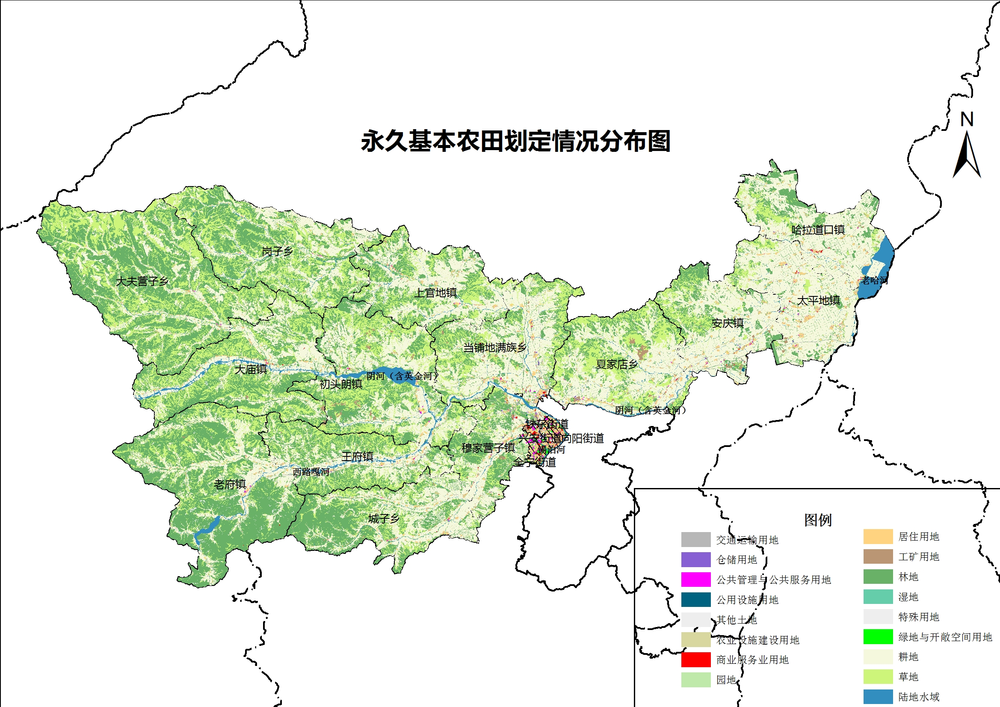 N
永久基本农田划定情况分布图
哈拉道口镇
岗子乡
大夫营子乡
老哈河
上官地镇
太平地镇
安庆镇
当铺地满族乡
夏家店乡
大庙镇
阴河（含英金河）
初头朗镇
阴河（含英金河）
铁东街道
兴安街道
向阳街道
穆家营子镇
锡泊河
王府镇
全宁街道
西路嘎河
老府镇
城子乡
图例
交通运输用地
仓储用地
公共管理与公共服务用地
公用设施用地
其他土地
农业设施建设用地
商业服务业用地
园地
居住用地
工矿用地
林地
湿地
特殊用地
绿地与开敞空间用地
耕地
草地
陆地水域